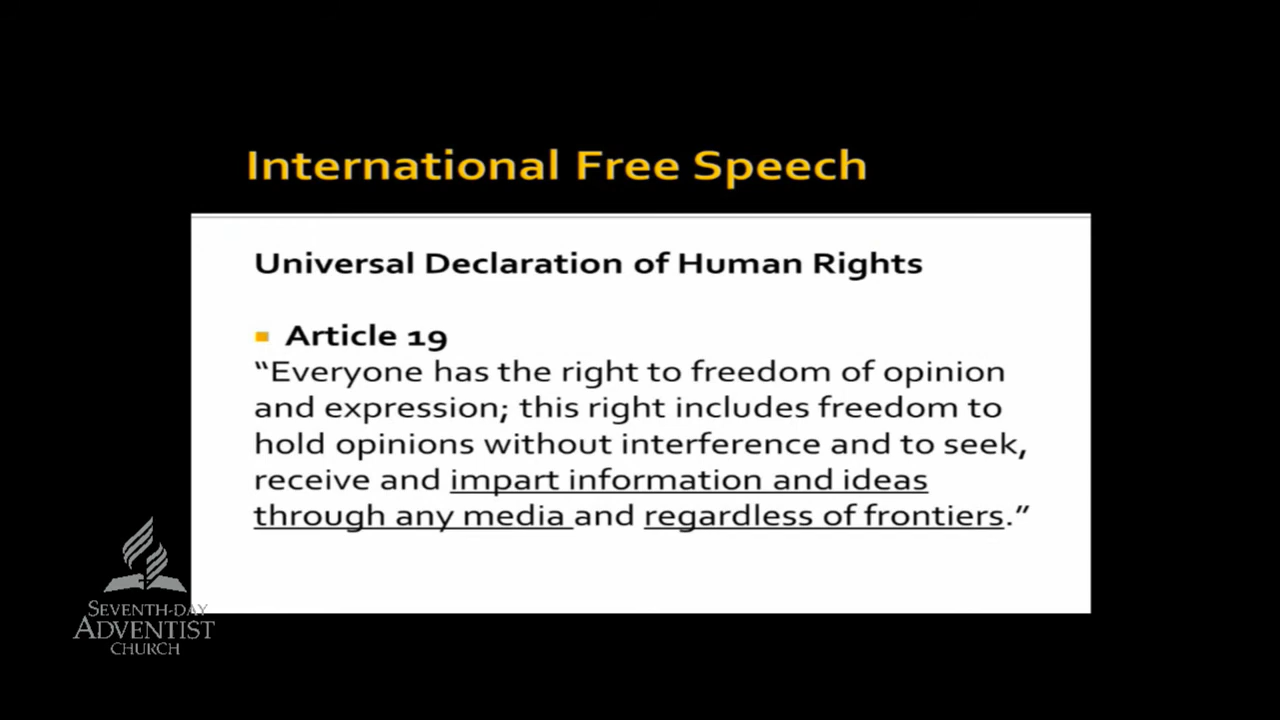 International Free Speech
Universal Declaration of Human Rights
Article 19
“Everyone has the right to freedom of opinion
and expression; this right includes freedom to
hold opinions without interference and to seek,
receive and impart information and ideas
through any media and regardless of frontiers.”
SEVENTH-DAY
ADVENTIST
CHURCH